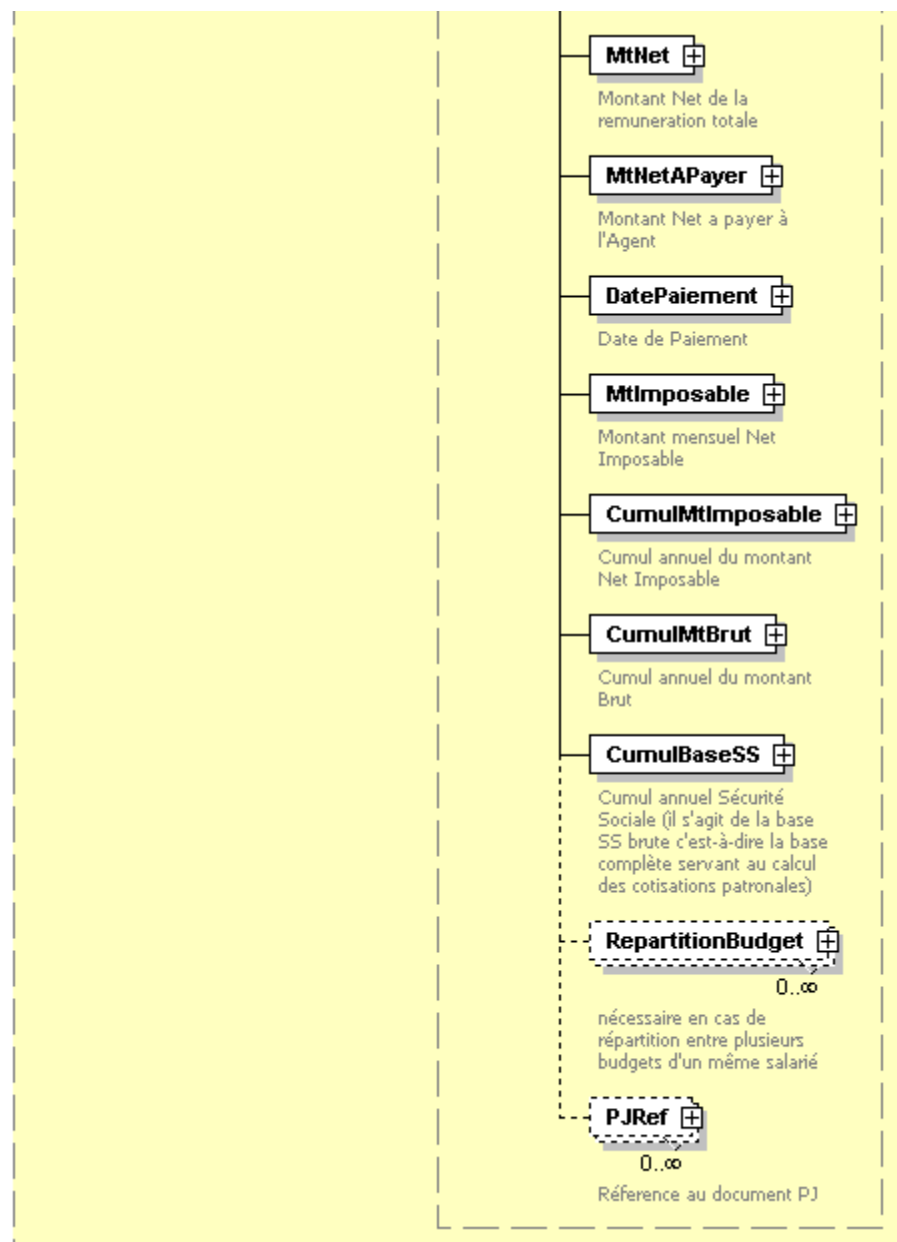 MtNet
Montant Net de la
remuneration totale
MtNetAPayer
Montant Net a payer à
l'Agent
DatePaiement
Date de Paiement
MtImposable
Montant mensuel Net
Imposable
CumulMtImposable
Cumul annuel du montant
Net Imposable
CumulMtBrut
Cumul annuel du montant
Brut
CumulBaseSS
Cumul annuel Sécurité
Sociale (il s'agit de la base
SS brute c'est-à-dire la base
complète servant au calcul
des cotisations patronales)
RepartitionBudget
0..∞
nécessaire en cas de
répartition entre plusieurs
budgets d'un même salarié
PJRef
0..∞
Réference au document PJ